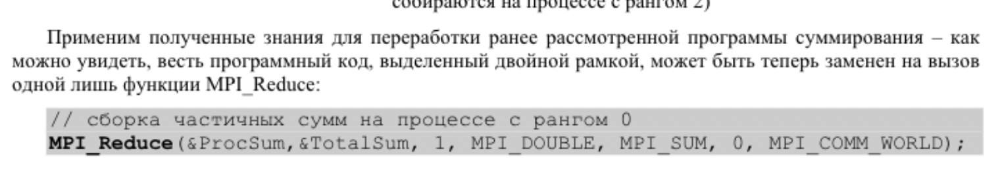 собираются на процессе с рангом 2)
Применим полученные знания для переработки ранее рассмотренной программы суммирования – как
можно увидеть, весть программный код, выделенный двойной рамкой, может быть теперь заменен на вызов
одной лишь функции MPI_Reduce:
// сборка частичных сумм на процессе с рангом 0
MPI_Reduce(&ProcSum,&TotalSum, 1, MPI_DOUBLE, MPI_SUM, 0, MPI_COMM_WORLD);